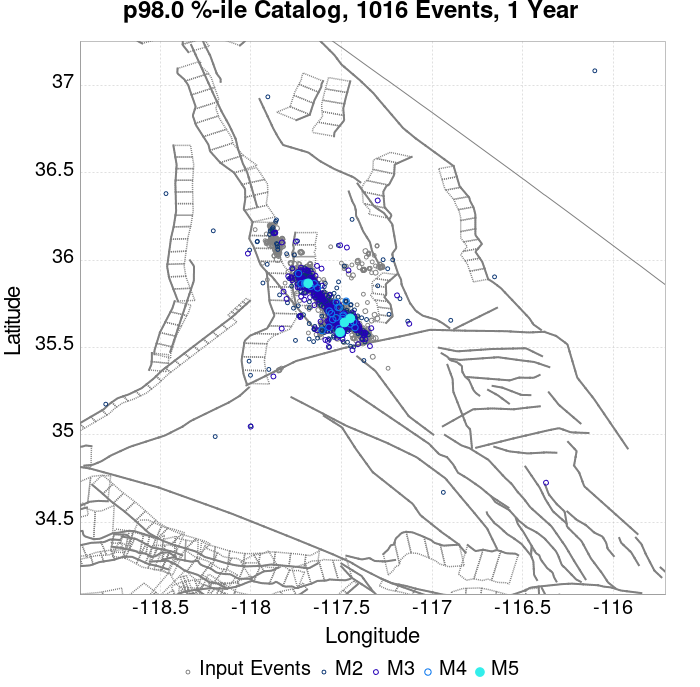 p98.0 %-ile Catalog, 1016 Events, 1 Year
37
36.5
36
35.5
35
34.5
Latitude
-118.5 -118 -117.5 -117 -116.5 -116
Longitude
Input Events M2 M3 M4 M5